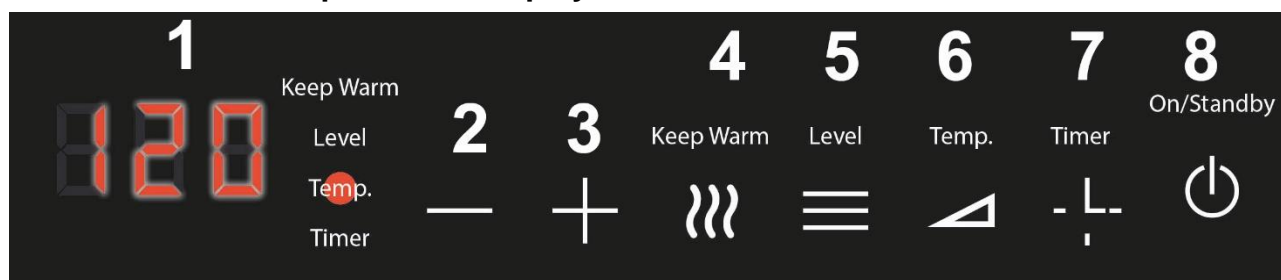 1
120
Keep Warm
Level
Temp.
Timer
2
3
4
Keep Warm
5
Level
6
Temp.
7
Timer
8
On/Standby